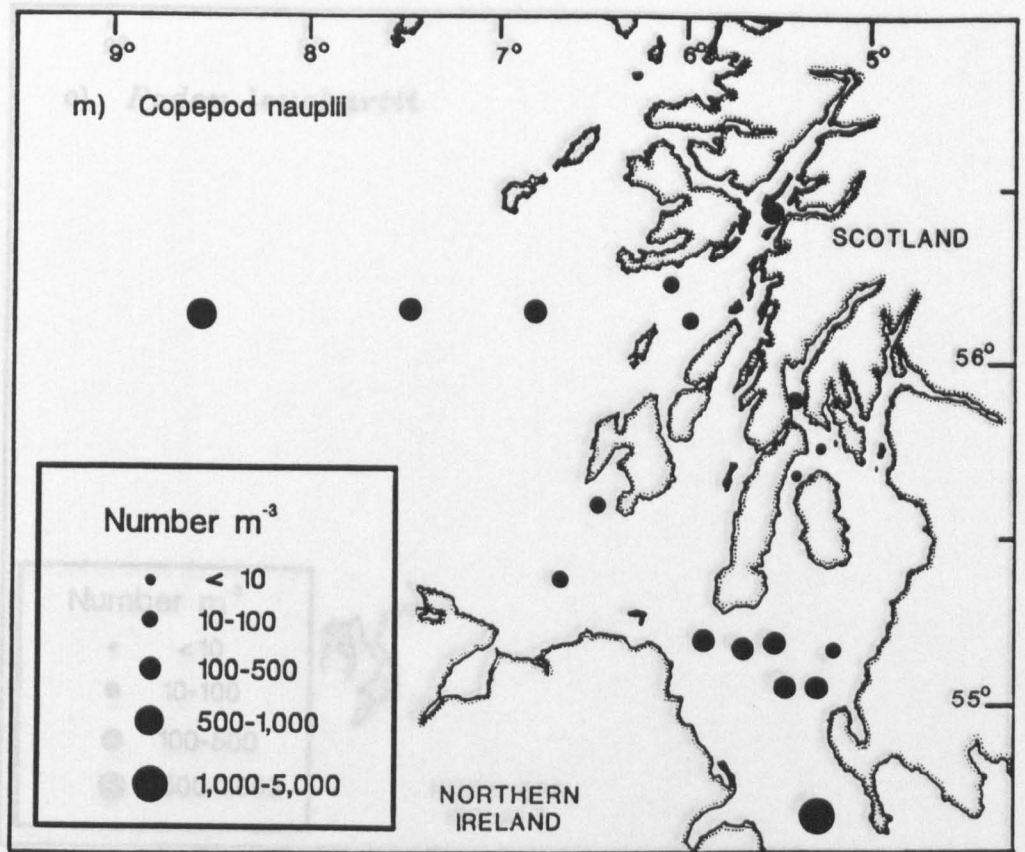 9° 8° 7° 6° 5°
m) Copepod nauplii
SCOTLAND
56°
Number m⁻³
< 10
10-100
100-500
500-1,000
1,000-5,000
55°
NORTHERN
IRELAND